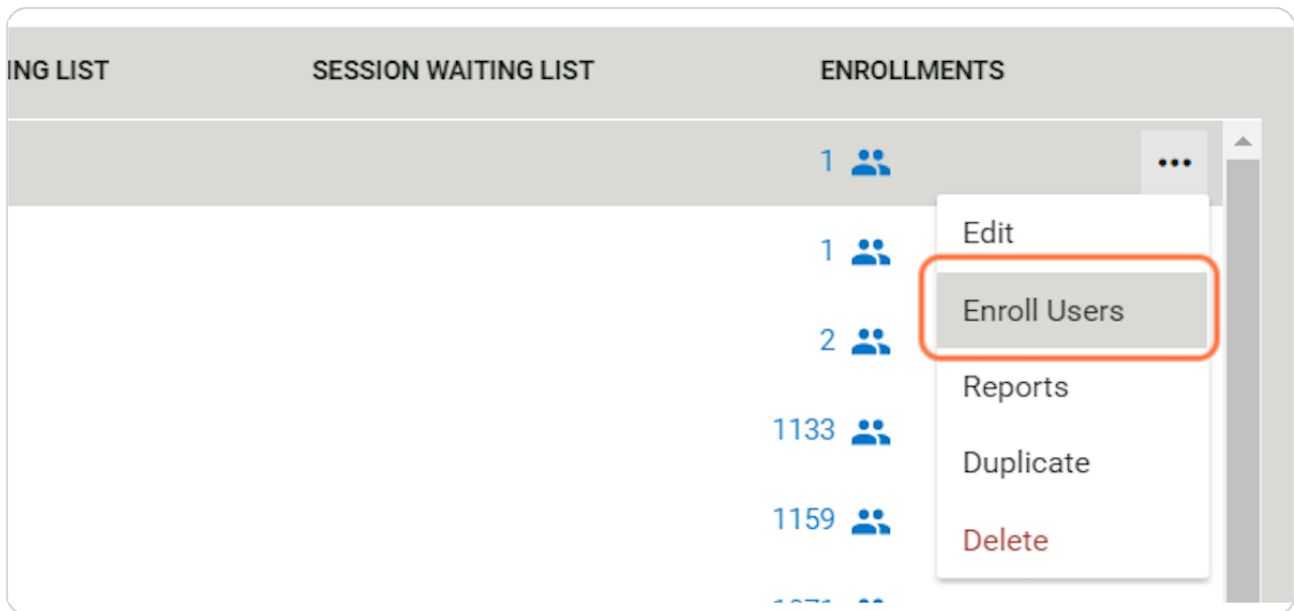 ING LIST SESSION WAITING LIST ENROLLMENTS
1
Edit
1
Enroll Users
2
Reports
1133
Duplicate
1159
Delete